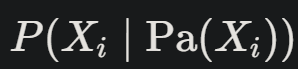 P(X_i | Pa(X_i))